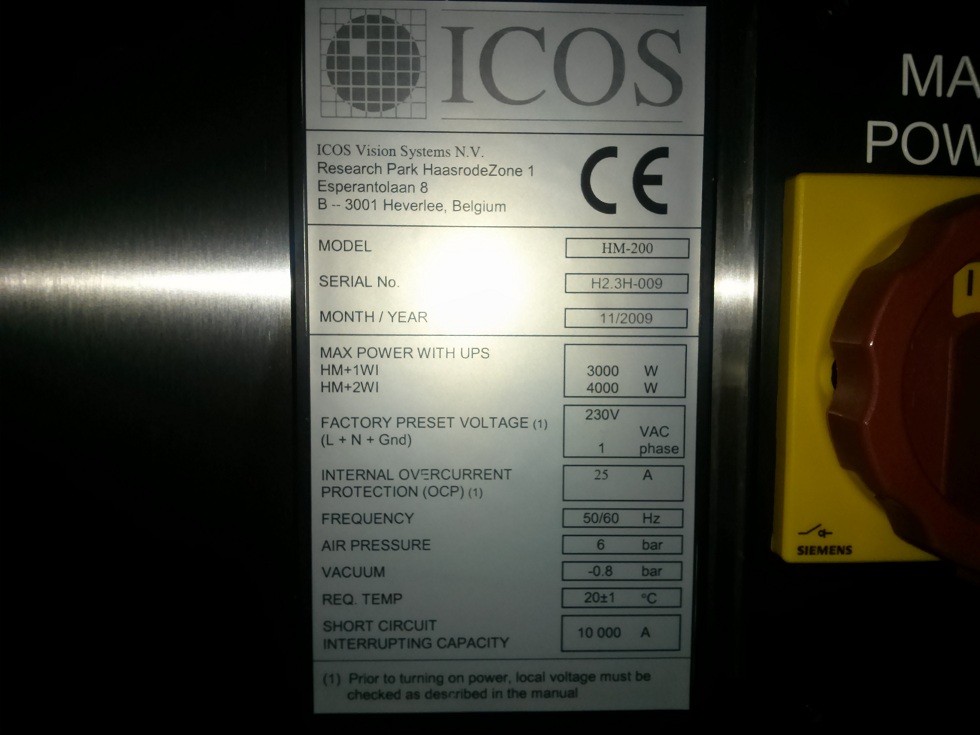 ICOS
ICOS Vision Systems N.V.
Research Park HaasrodeZone 1
Esperantolaan 8
B -- 3001 Heverlee, Belgium
CE
MODEL HM-200
SERIAL No. H2.3H-009
MONTH / YEAR 11/2009
MAX POWER WITH UPS
HM+1WI 3000 W
HM+2WI 4000 W
FACTORY PRESET VOLTAGE (1) 230V VAC
(L + N + Gnd) 1 phase
INTERNAL OVERCURRENT 25 A
PROTECTION (OCP) (1)
FREQUENCY 50/60 Hz
AIR PRESSURE 6 bar
VACUUM -0.8 bar
REQ. TEMP 20±1 °C
SHORT CIRCUIT
INTERRUPTING CAPACITY 10 000 A
(1) Prior to turning on power, local voltage must be
checked as described in the manual
MA
POW
I
SIEMENS